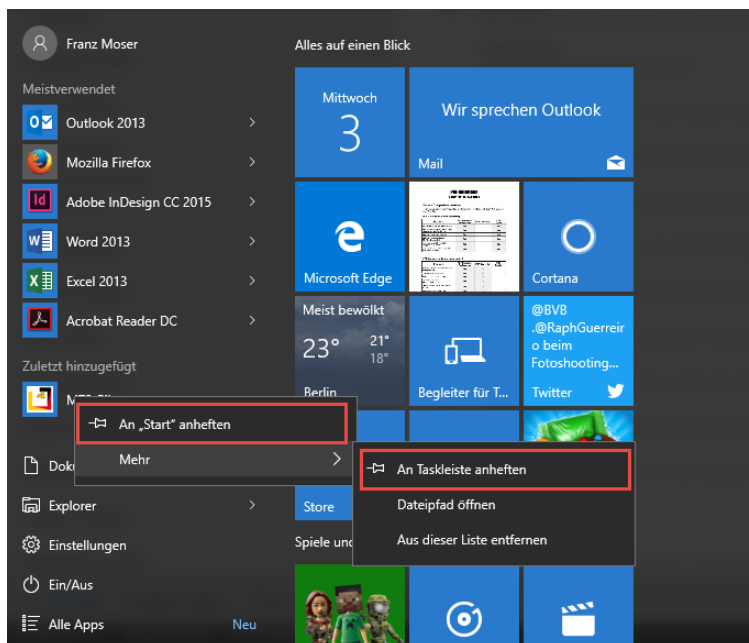 Franz Moser
Meistverwendet
Outlook 2013
Mozilla Firefox
Adobe InDesign CC 2015
Word 2013
Excel 2013
Acrobat Reader DC
Zuletzt hinzugefügt
Explorer
Einstellungen
Ein/Aus
Alle Apps
Neu
Alles auf einen Blick
Mittwoch
3
Wir sprechen Outlook
Mail
Microsoft Edge
Cortana
Meist bewölkt
23°
21°
18°
Berlin
Begleiter für T...
@BVB
.@RaphGuerreir
o beim
Fotoshooting...
Twitter
Store
Spiele und
An „Start" anheften
Mehr
An Taskleiste anheften
Dateipfad öffnen
Aus dieser Liste entfernen